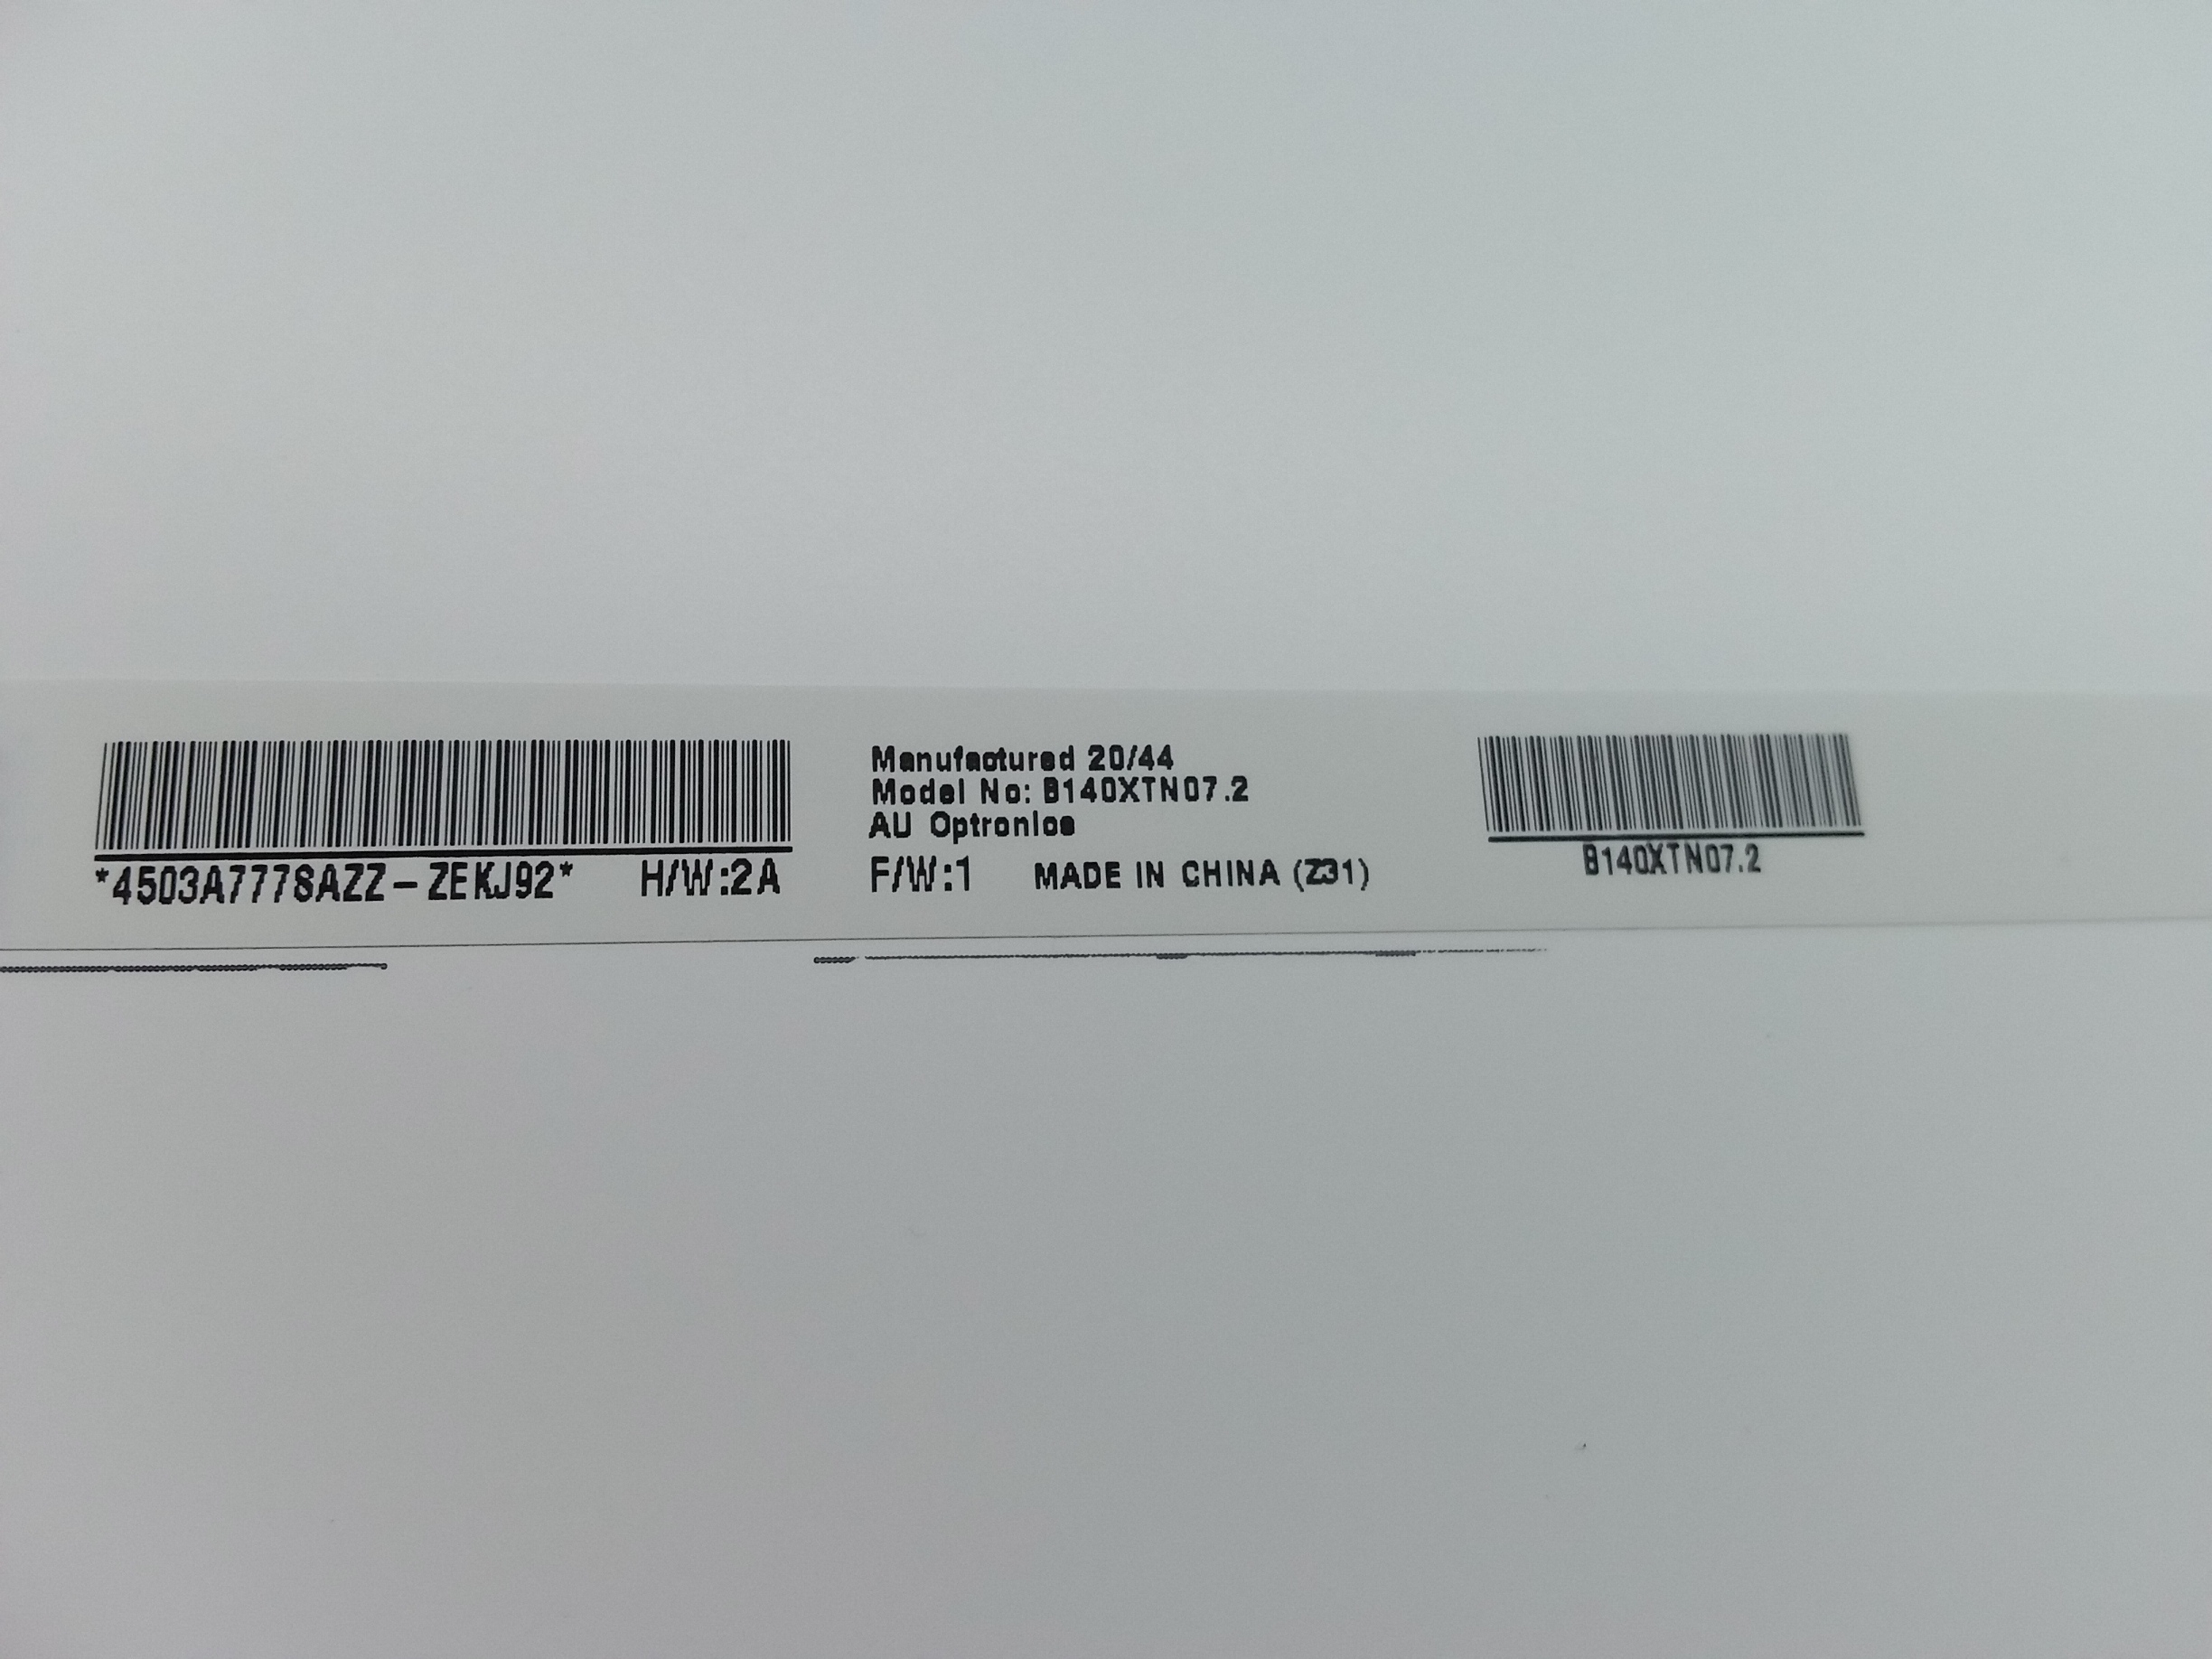 *4503A7778AZZ-ZEKJ92* H/W:2A
Manufactured 20/44
Model No: B140XTN07.2
AU Optronics
F/W:1 MADE IN CHINA (Z31)
B140XTN07.2